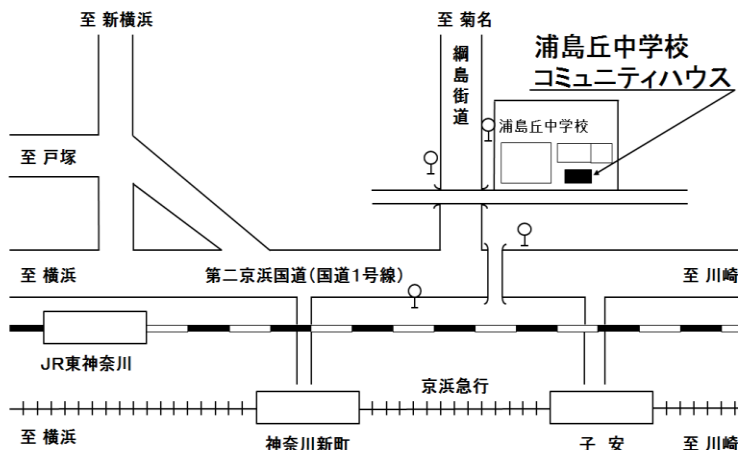 至 新横浜
至 菊名
浦島丘中学校
コミュニティハウス
綱島街道
浦島丘中学校
至 戸塚
至 横浜
第二京浜国道(国道1号線)
至 川崎
JR東神奈川
京浜急行
至 横浜
神奈川新町
子 安
至 川崎